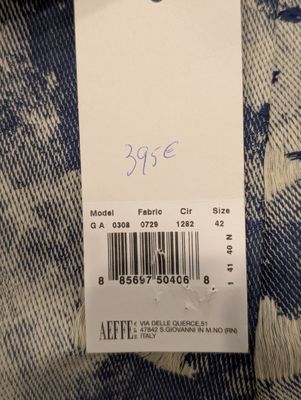 395€
Model Fabric Clr Size
G A 0308 0729 1282 42
8 85697 50406 8
1 41 40 N
AEFFE
VIA DELLE QUERCE,51
47842 S.GIOVANNI IN M.NO (RN)
ITALY